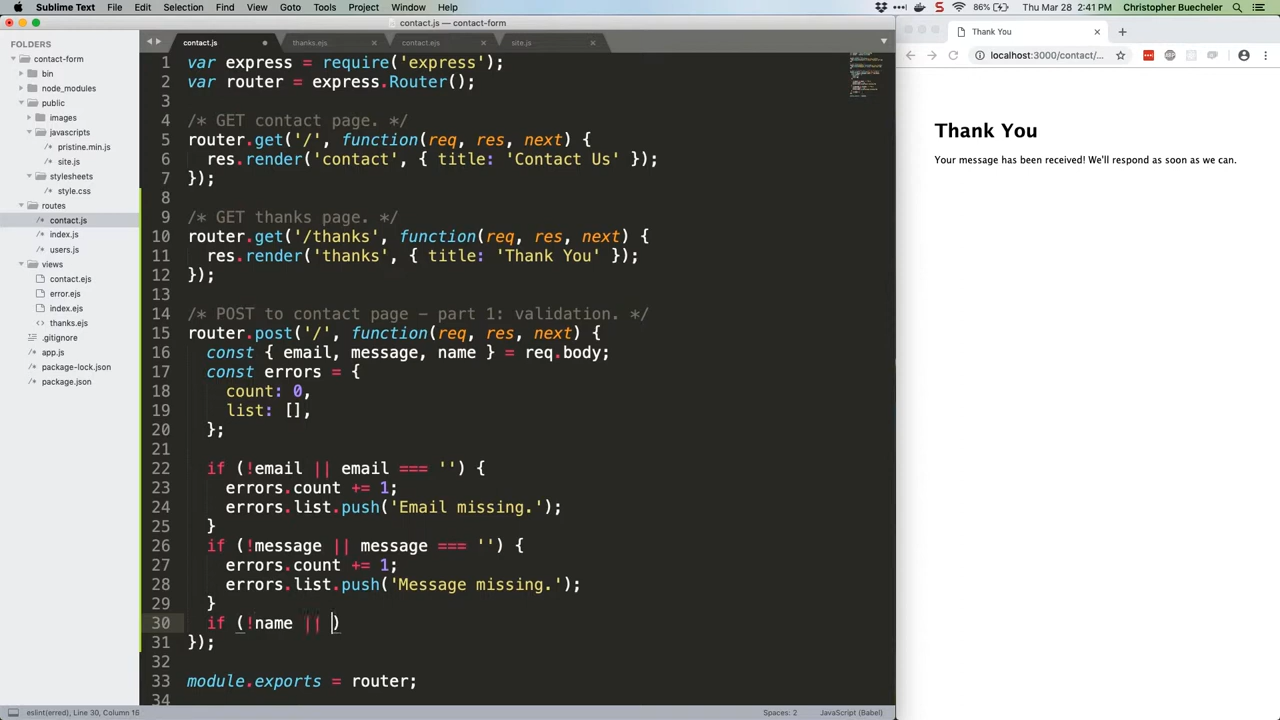 Sublime Text File Edit Selection Find View Goto Tools Project Window Help 86% Thu Mar 28 2:41 PM Christopher Buecheler
contact.js — contact-form
FOLDERS
contact-form
bin
node_modules
public
images
javascripts
pristine.min.js
site.js
stylesheets
style.css
routes
contact.js
index.js
users.js
views
contact.ejs
error.ejs
index.ejs
thanks.ejs
.gitignore
app.js
package-lock.json
package.json
contact.js thanks.ejs contact.ejs site.js
1 var express = require('express');
2 var router = express.Router();
3
4 /* GET contact page. */
5 router.get('/', function(req, res, next) {
6 res.render('contact', { title: 'Contact Us' });
7 });
8
9 /* GET thanks page. */
10 router.get('/thanks', function(req, res, next) {
11 res.render('thanks', { title: 'Thank You' });
12 });
13
14 /* POST to contact page – part 1: validation. */
15 router.post('/', function(req, res, next) {
16 const { email, message, name } = req.body;
17 const errors = {
18 count: 0,
19 list: [],
20 };
21
22 if (!email || email === '') {
23 errors.count += 1;
24 errors.list.push('Email missing.');
25 }
26 if (!message || message === '') {
27 errors.count += 1;
28 errors.list.push('Message missing.');
29 }
30 if (!name || )
31 });
32
33 module.exports = router;
34
eslint(erred), Line 30, Column 16 Spaces: 2 JavaScript (Babel)
Thank You
localhost:3000/contact/...
Thank You
Your message has been received! We'll respond as soon as we can.